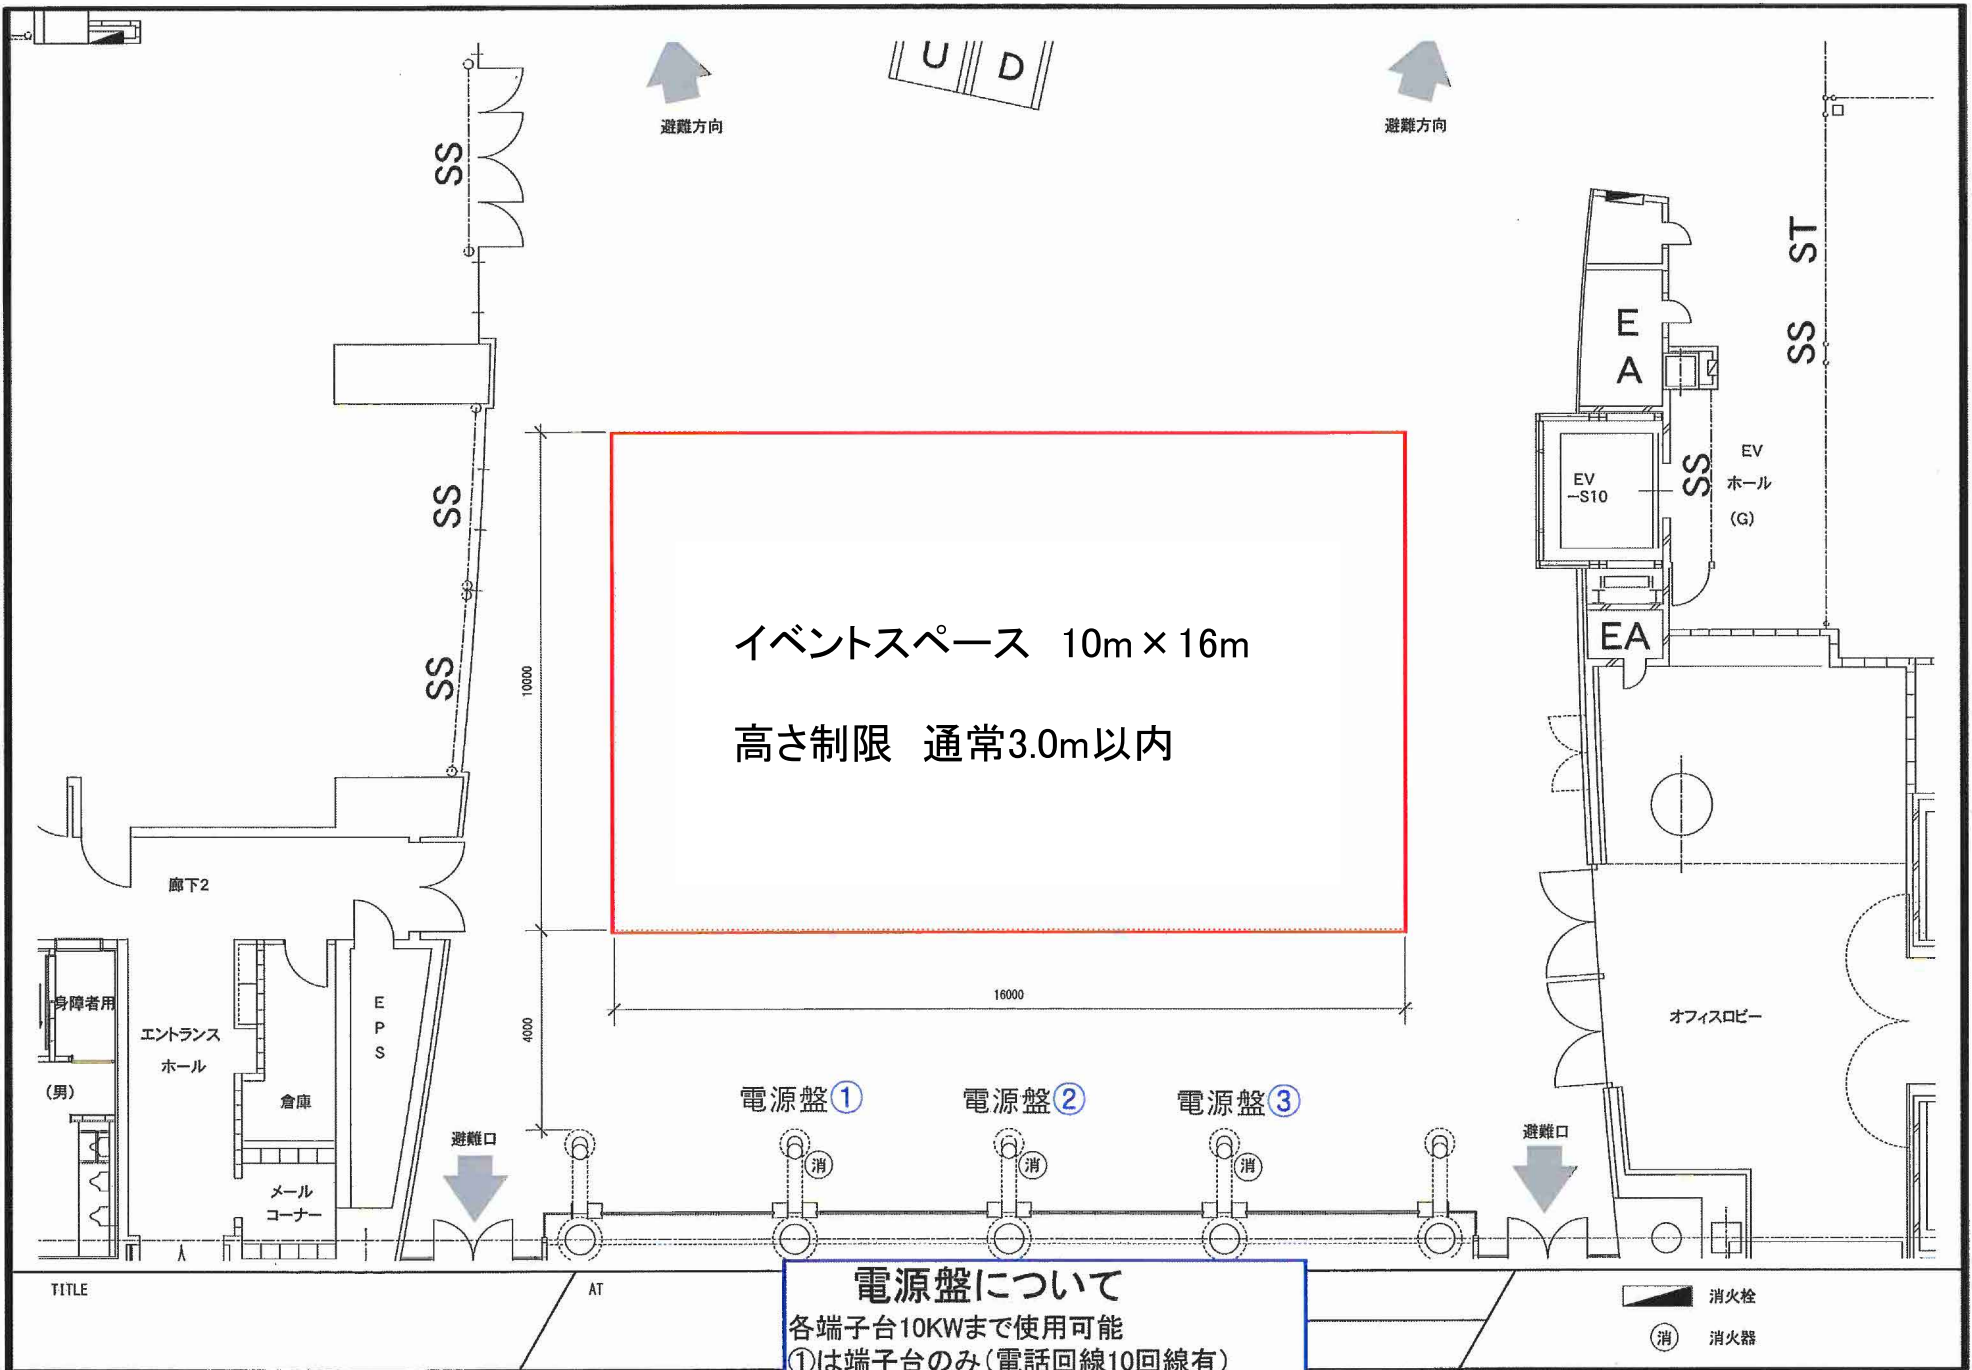 U
D
避難方向
避難方向
SS
ST
SS
E
A
EV
-S10
SS
EV
ホール
(G)
SS
SS
EA
イベントスペース 10m×16m
高さ制限 通常3.0m以内
10000
廊下2
16000
4000
身障者用
エントランス
ホール
(男)
E
P
S
倉庫
オフィスロビー
電源盤①
電源盤②
電源盤③
避難口
避難口
消
消
消
メール
コーナー
TITLE
AT
電源盤について
各端子台10KWまで使用可能
①は端子台のみ(電話回線10回線有)
消火栓
消 消火器